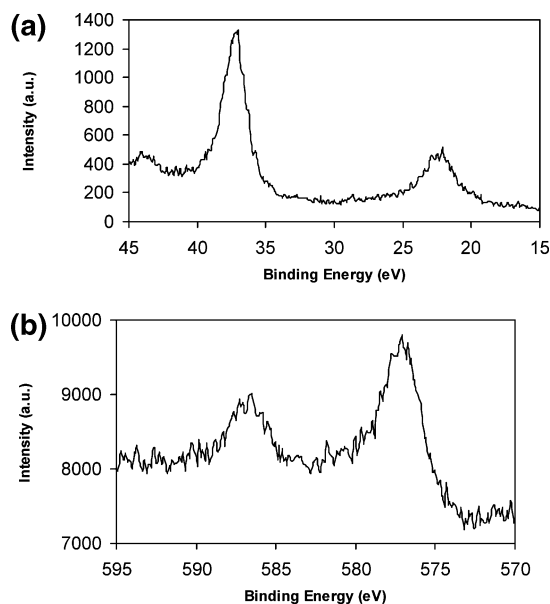 (a)
1400
1200
1000
800
600
400
200
0
Intensity (a.u.)
45 40 35 30 25 20 15
Binding Energy (eV)
(b)
10000
9000
8000
7000
Intensity (a.u.)
595 590 585 580 575 570
Binding Energy (eV)